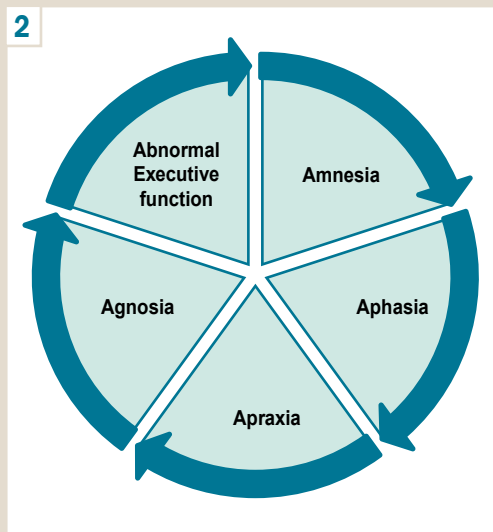 2
Abnormal
Executive
function
Amnesia
Aphasia
Apraxia
Agnosia